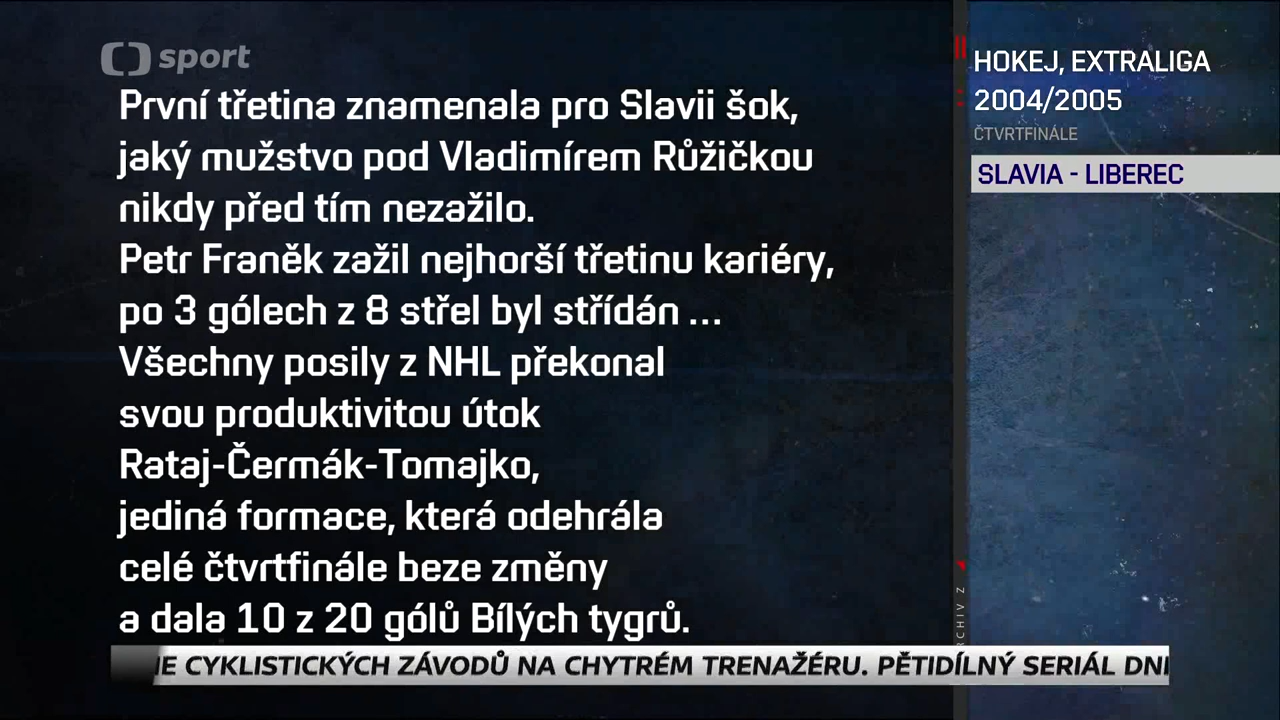 sport
První třetina znamenala pro Slavii šok,
jaký mužstvo pod Vladimírem Růžičkou
nikdy před tím nezažilo.
Petr Franěk zažil nejhorší třetinu kariéry,
po 3 gólech z 8 střel byl střídán ...
Všechny posily z NHL překonal
svou produktivitou útok
Rataj-Čermák-Tomajko,
jediná formace, která odehrála
celé čtvrtfinále beze změny
a dala 10 z 20 gólů Bílých tygrů.
HOKEJ, EXTRALIGA
2004/2005
ČTVRTFINÁLE
SLAVIA - LIBEREC
CYKLISTICKÝCH ZÁVODŮ NA CHYTRÉM TRENAŽÉRU. PĚTIDÍLNÝ SERIÁL